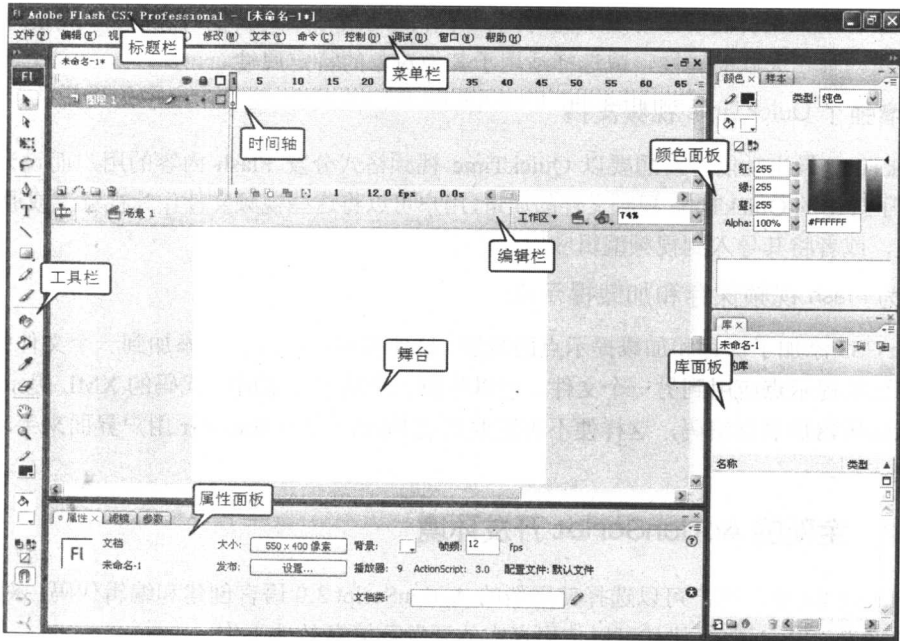 Adobe Flash CS3 Professional - [未命名-1*]
文件(F) 编辑(E) 修改(M) 文本(T) 命令(C) 控制(O) 调试(D) 窗口(W) 帮助(H)
标题栏
菜单栏
未命名-1*
Fl
5 10 15 20 35 40 45 50 55 60 65
图层 1
时间轴
12.0 fps 0.0s
场景 1
工作区 74%
编辑栏
工具栏
舞台
颜色 × 样本
类型: 纯色
颜色面板
红: 255
绿: 255
蓝: 255
Alpha: 100% #FFFFFF
库 ×
未命名-1
库面板
名称 类型
属性面板
属性 × 滤镜 参数
Fl
文档
未命名-1
大小: 550 × 400 像素 背景: 帧频: 12 fps
发布: 设置... 播放器: 9 ActionScript: 3.0 配置文件: 默认文件
文档类: